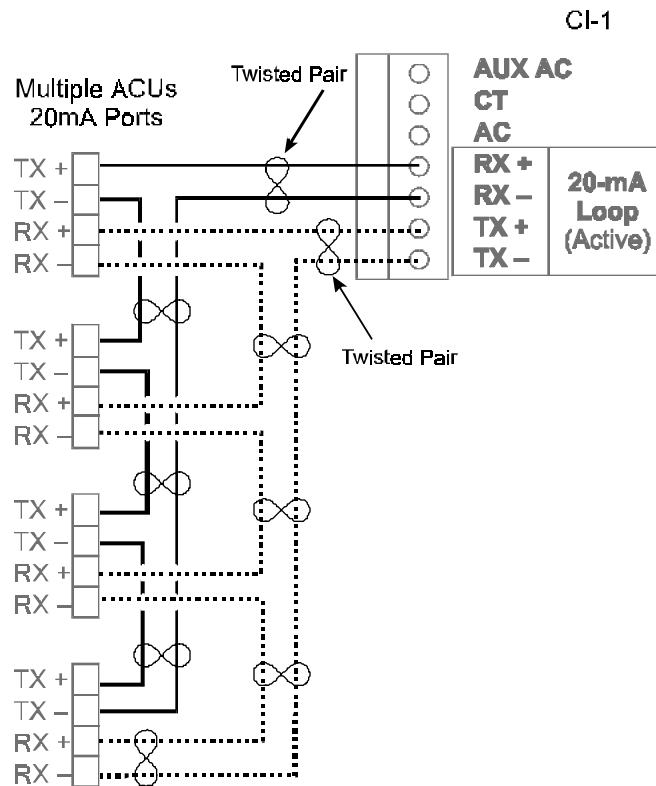 CI-1
Twisted Pair
Multiple ACUs
20mA Ports
AUX AC
CT
AC
RX +
RX –
TX +
TX –
20-mA
Loop
(Active)
TX +
TX –
RX +
RX –
Twisted Pair
TX +
TX –
RX +
RX –
TX +
TX –
RX +
RX –
TX +
TX –
RX +
RX –